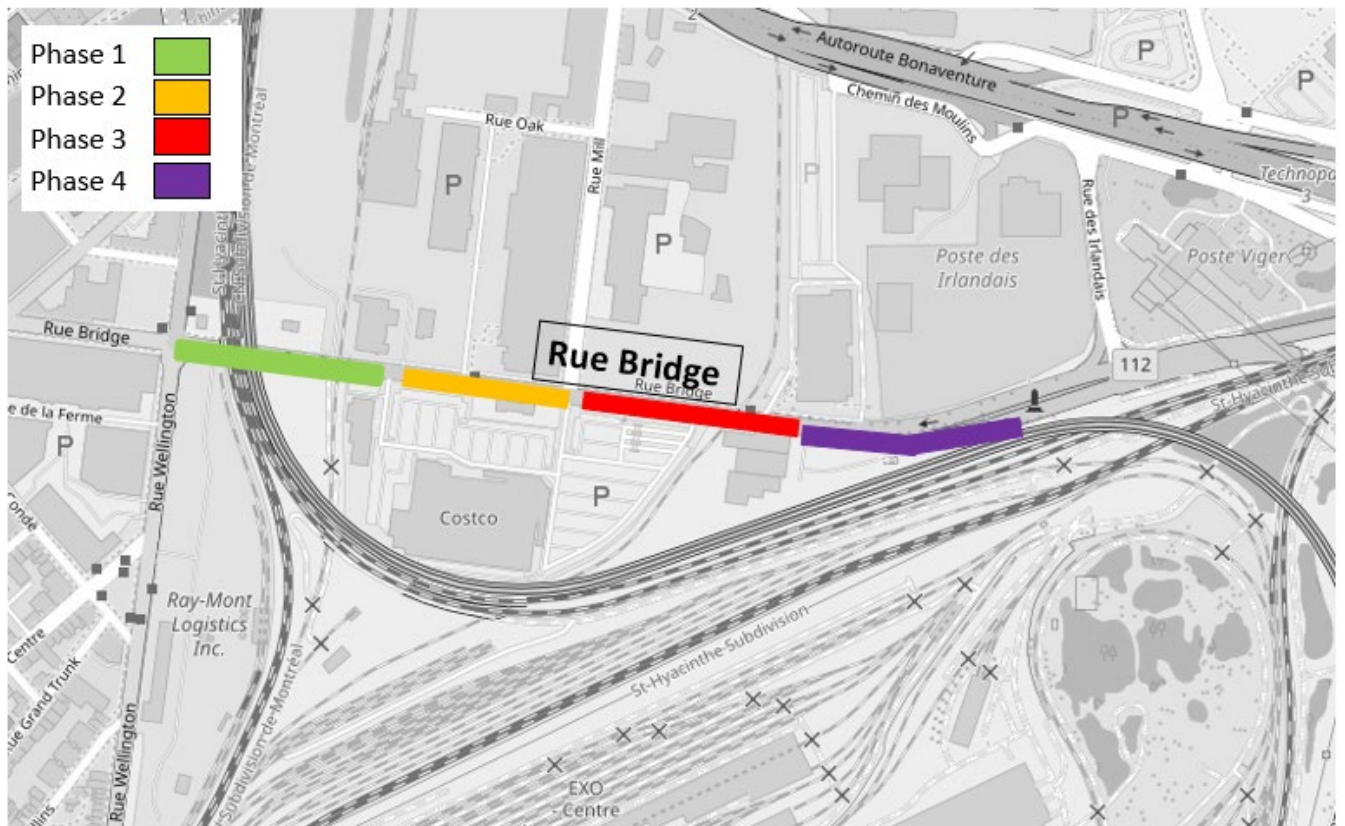 Phase 1
Phase 2
Phase 3
Phase 4
2
Autoroute Bonaventure
P
P
P
Chemin des Moulins
Rue Oak
Rue Mill
P
P
P
Technopa
3
Rue des Irlandais
Poste des
Irlandais
Poste Viger
Rue Bridge
Rue Bridge
Rue Bridge
112
St-Hyacinthe Sub
e de la Ferme
P
Rue Wellington
Costco
P
Ray-Mont
Logistics
Inc.
Centre
Rue Grand Trunk
Rue Wellington
Subdivision de Montréal
St-Hyacinthe Subdivision
EXO
- Centre